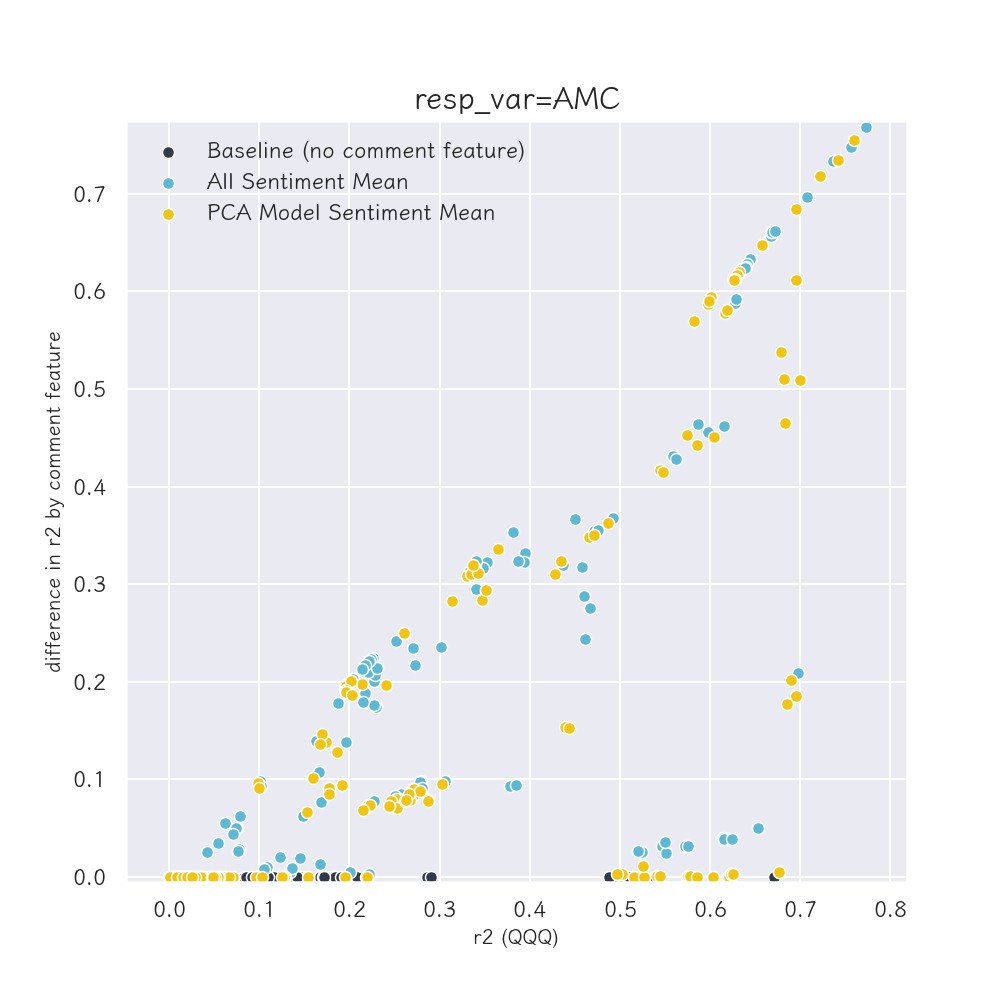 resp_var=AMC
Baseline (no comment feature)
All Sentiment Mean
PCA Model Sentiment Mean
difference in r2 by comment feature
0.7
0.6
0.5
0.4
0.3
0.2
0.1
0.0
0.0 0.1 0.2 0.3 0.4 0.5 0.6 0.7 0.8
r2 (QQQ)